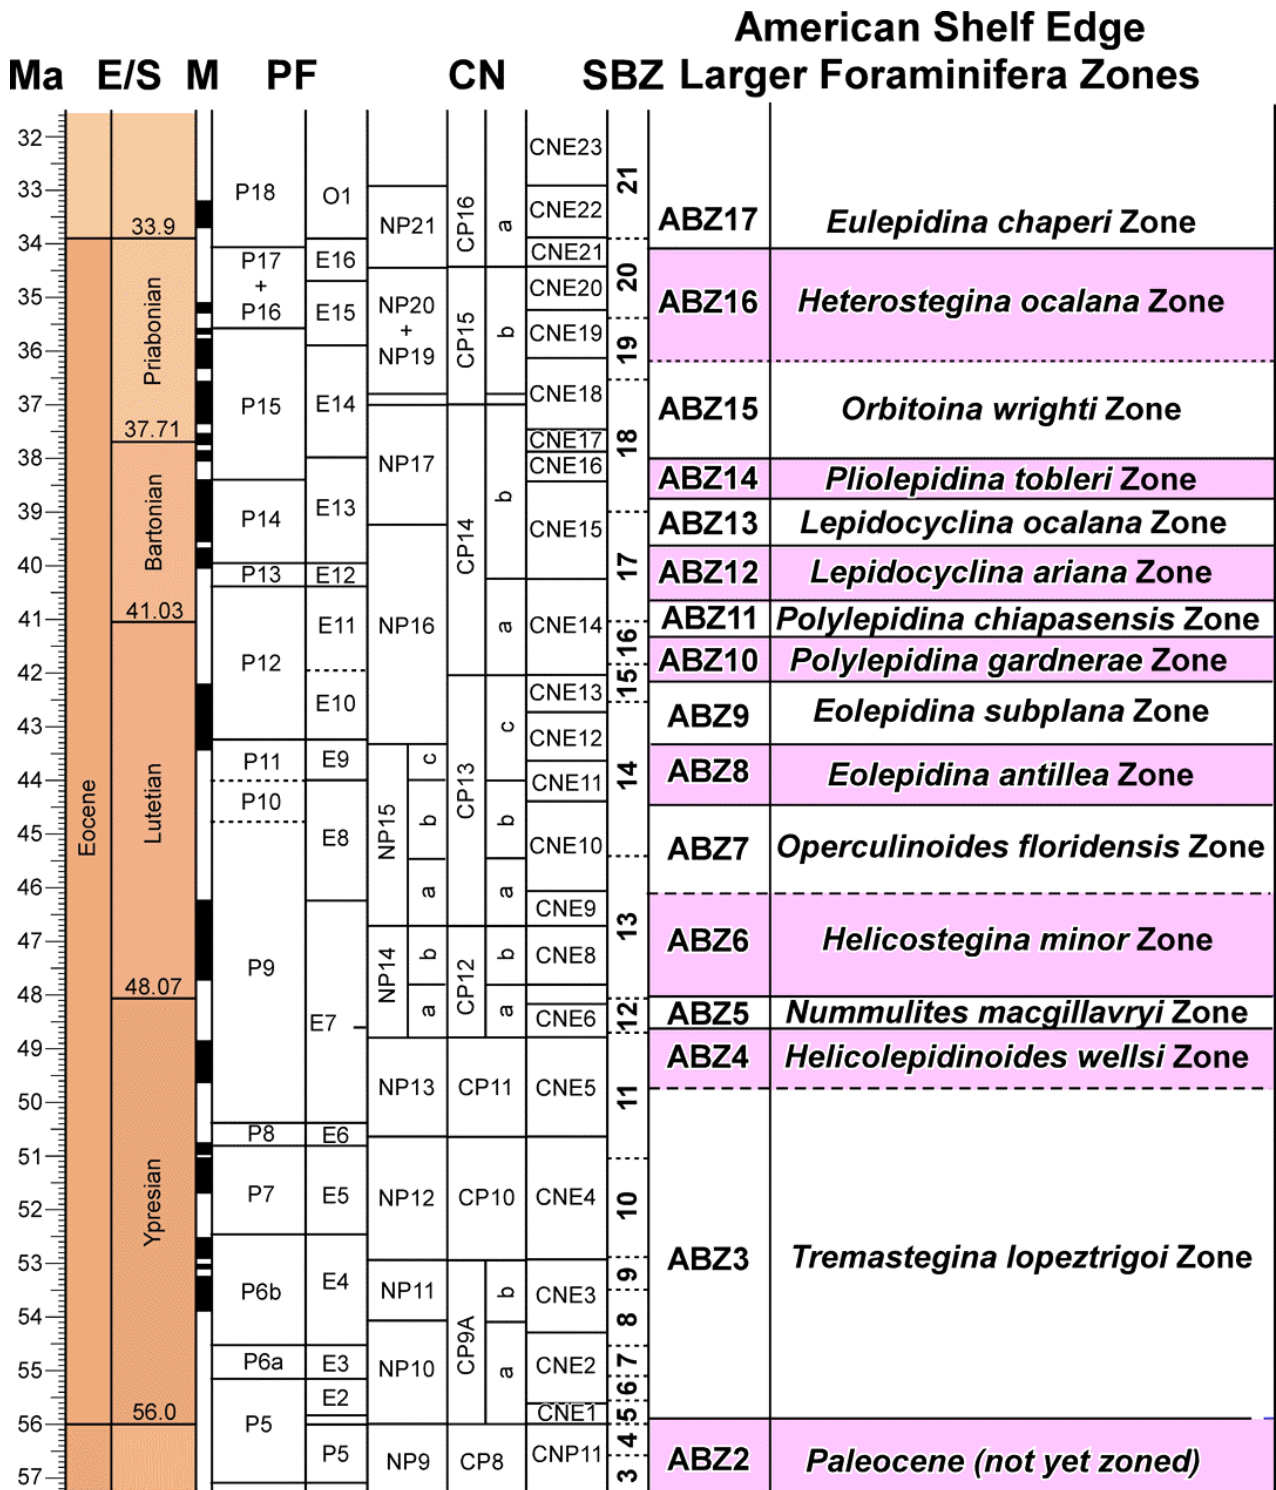 American Shelf Edge
Ma E/S M PF CN SBZ Larger Foraminifera Zones
32
33
34
35
36
37
38
39
40
41
42
43
44
45
46
47
48
49
50
51
52
53
54
55
56
57
Eocene
33.9
Priabonian
37.71
Bartonian
41.03
Lutetian
48.07
Ypresian
56.0
P18
P17
+
P16
P15
P14
P13
P12
P11
P10
P9
P8
P7
P6b
P6a
P5
O1
E16
E15
E14
E13
E12
E11
E10
E9
E8
E7
E6
E5
E4
E3
E2
P5
NP21
NP20
+
NP19
NP17
NP16
NP15
c
b
a
NP14
b
a
NP13
NP12
NP11
NP10
NP9
CP16
a
CP15
b
CP14
b
a
CP13
c
b
a
CP12
b
a
CP11
CP10
CP9A
b
a
CP8
CNE23
CNE22
CNE21
CNE20
CNE19
CNE18
CNE17
CNE16
CNE15
CNE14
CNE13
CNE12
CNE11
CNE10
CNE9
CNE8
CNE6
CNE5
CNE4
CNE3
CNE2
CNE1
CNP11
21
20
19
18
17
16
15
14
13
12
11
10
9
8
7
6
5
4
3
ABZ17 Eulepidina chaperi Zone
ABZ16 Heterostegina ocalana Zone
ABZ15 Orbitoina wrighti Zone
ABZ14 Pliolepidina tobleri Zone
ABZ13 Lepidocyclina ocalana Zone
ABZ12 Lepidocyclina ariana Zone
ABZ11 Polylepidina chiapasensis Zone
ABZ10 Polylepidina gardnerae Zone
ABZ9 Eolepidina subplana Zone
ABZ8 Eolepidina antillea Zone
ABZ7 Operculinoides floridensis Zone
ABZ6 Helicostegina minor Zone
ABZ5 Nummulites macgillavryi Zone
ABZ4 Helicolepidinoides wellsi Zone
ABZ3 Tremastegina lopeztrigoi Zone
ABZ2 Paleocene (not yet zoned)